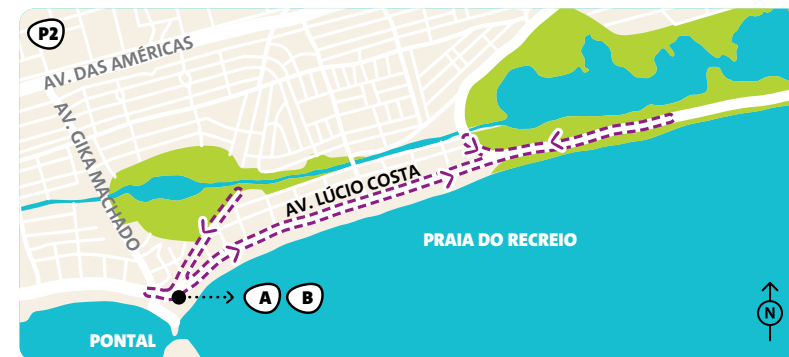 P2
AV. DAS AMÉRICAS
AV. GIKA MACHADO
AV. LÚCIO COSTA
PRAIA DO RECREIO
A B
N
PONTAL